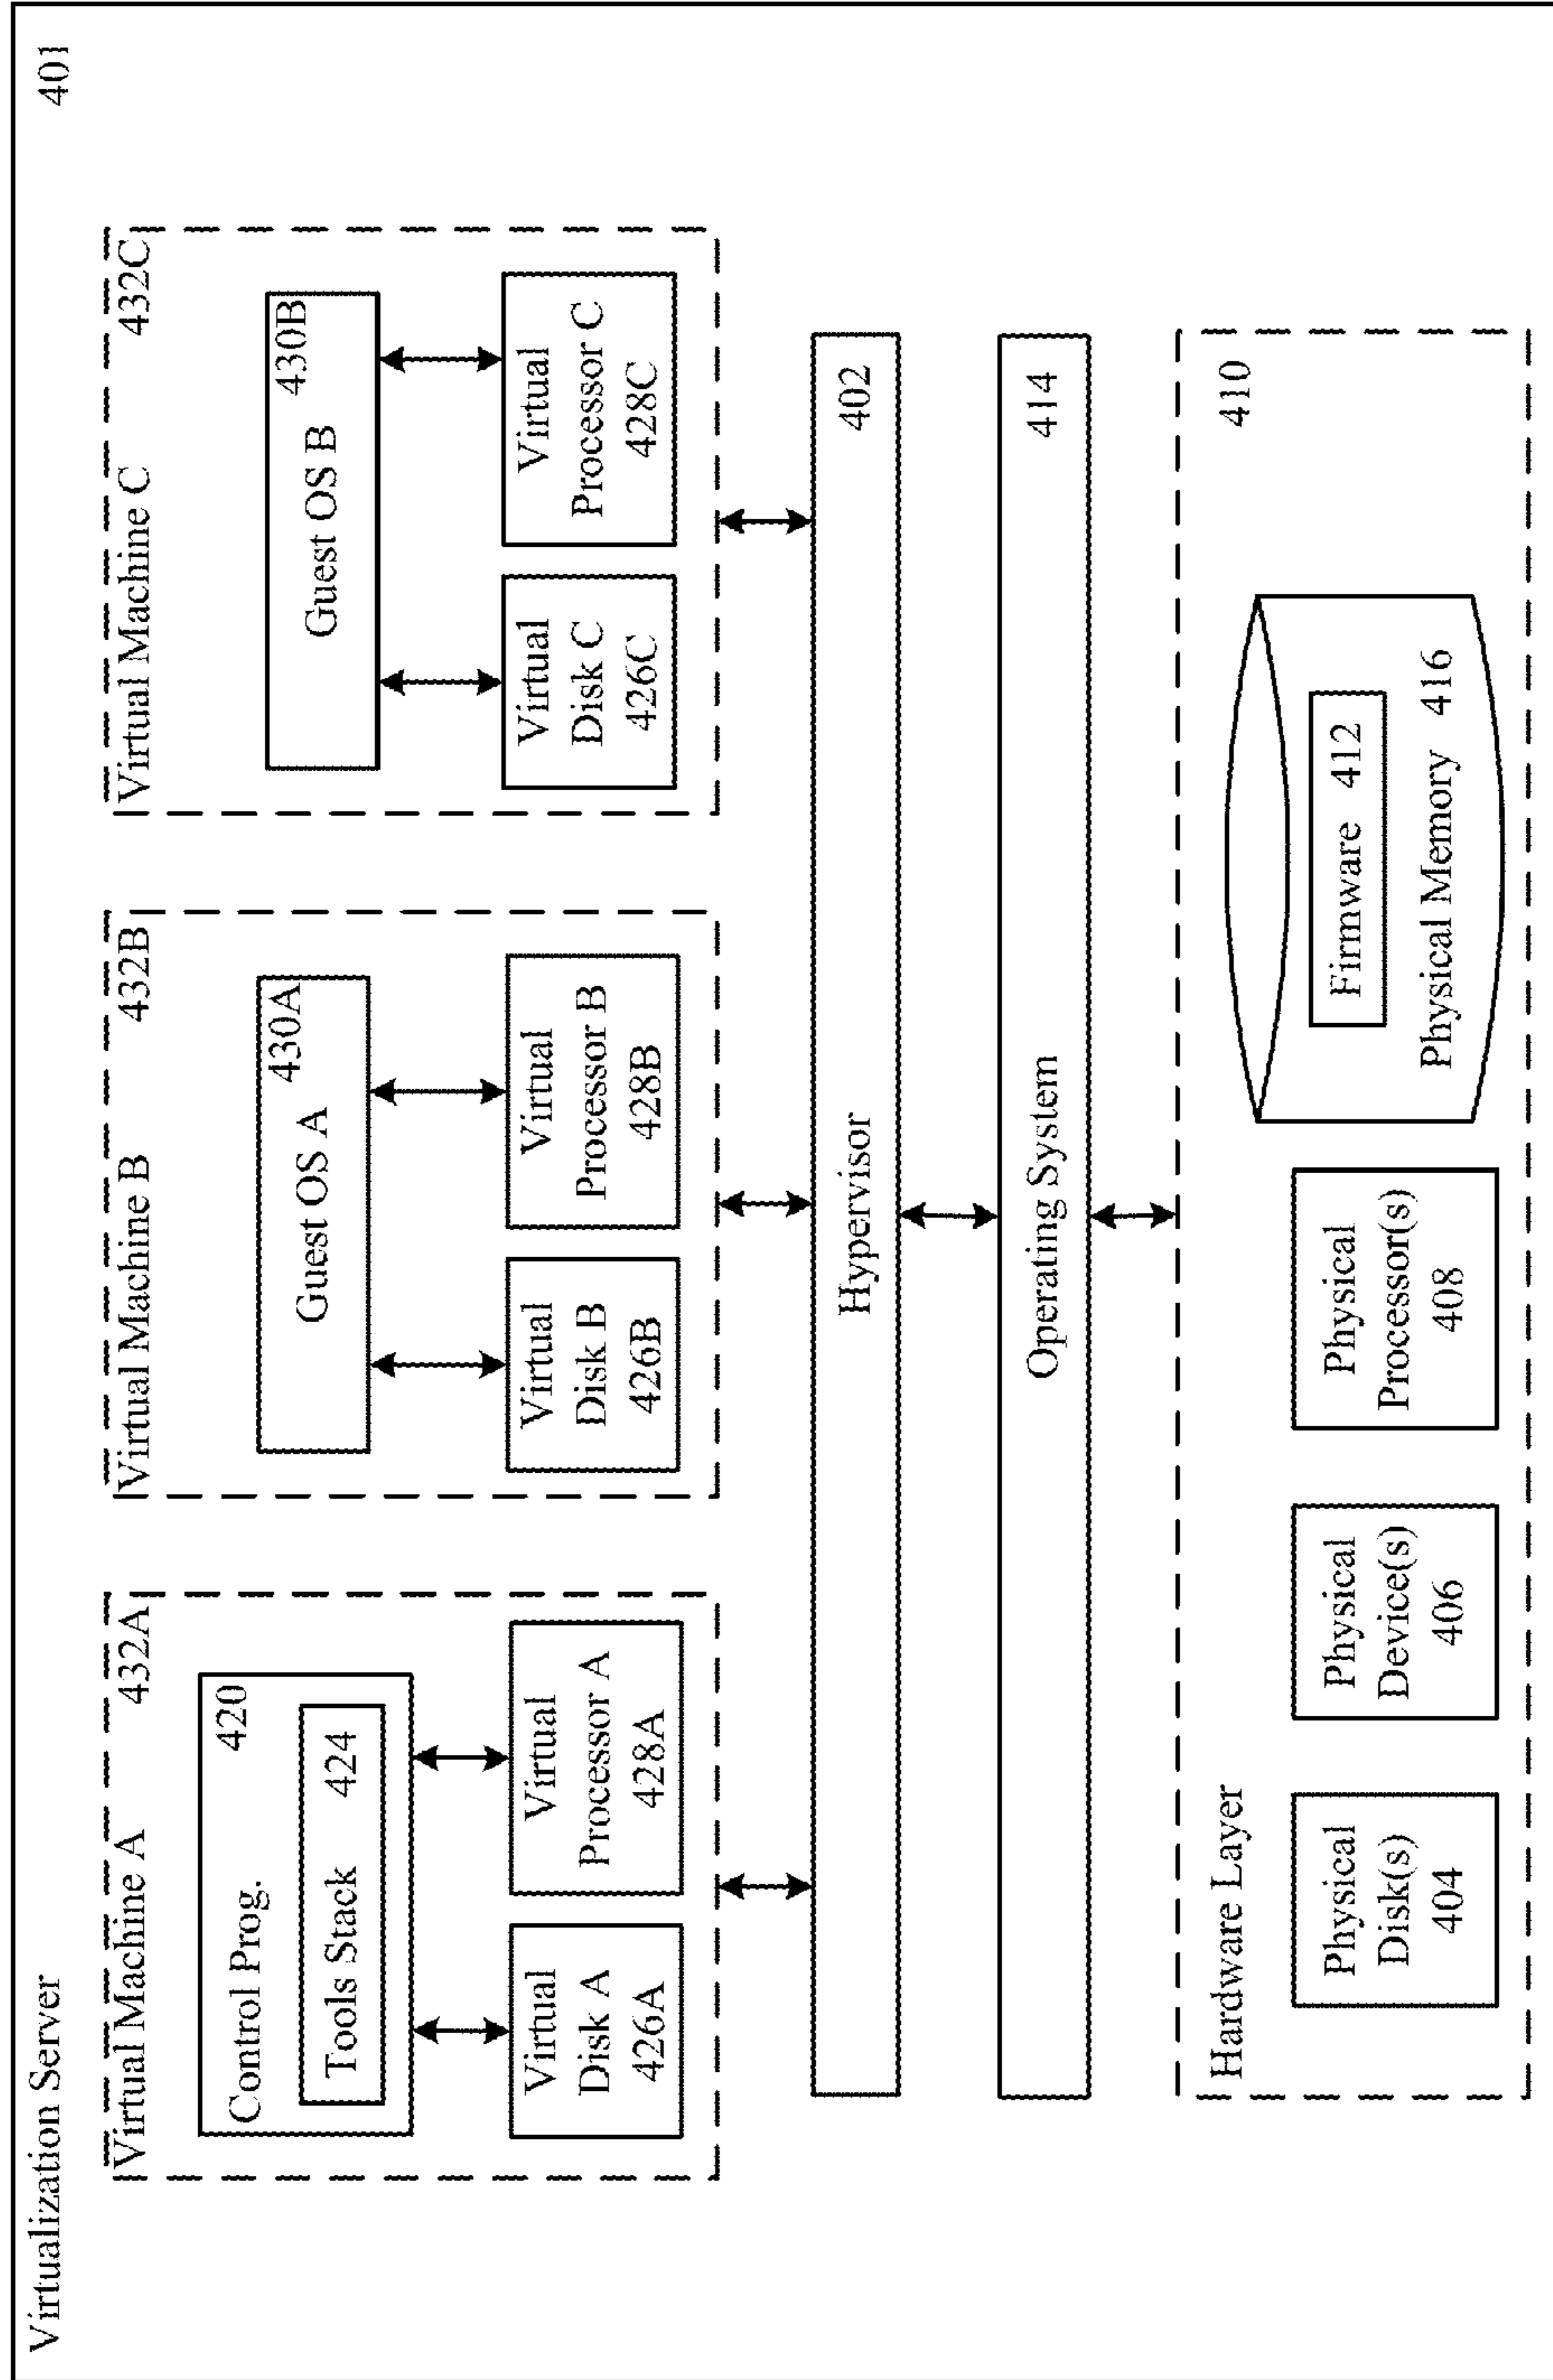 Virtualization Server
401
Virtual Machine A 432A
Control Prog.
420
Tools Stack 424
Virtual
Disk A
426A
Virtual
Processor A
428A
Virtual Machine B 432B
430A
Guest OS A
Virtual
Disk B
426B
Virtual
Processor B
428B
Virtual Machine C 432C
430B
Guest OS B
Virtual
Disk C
426C
Virtual
Processor C
428C
Hypervisor
402
Operating System
414
Hardware Layer
410
Physical
Disk(s)
404
Physical
Device(s)
406
Physical
Processor(s)
408
Firmware 412
Physical Memory 416